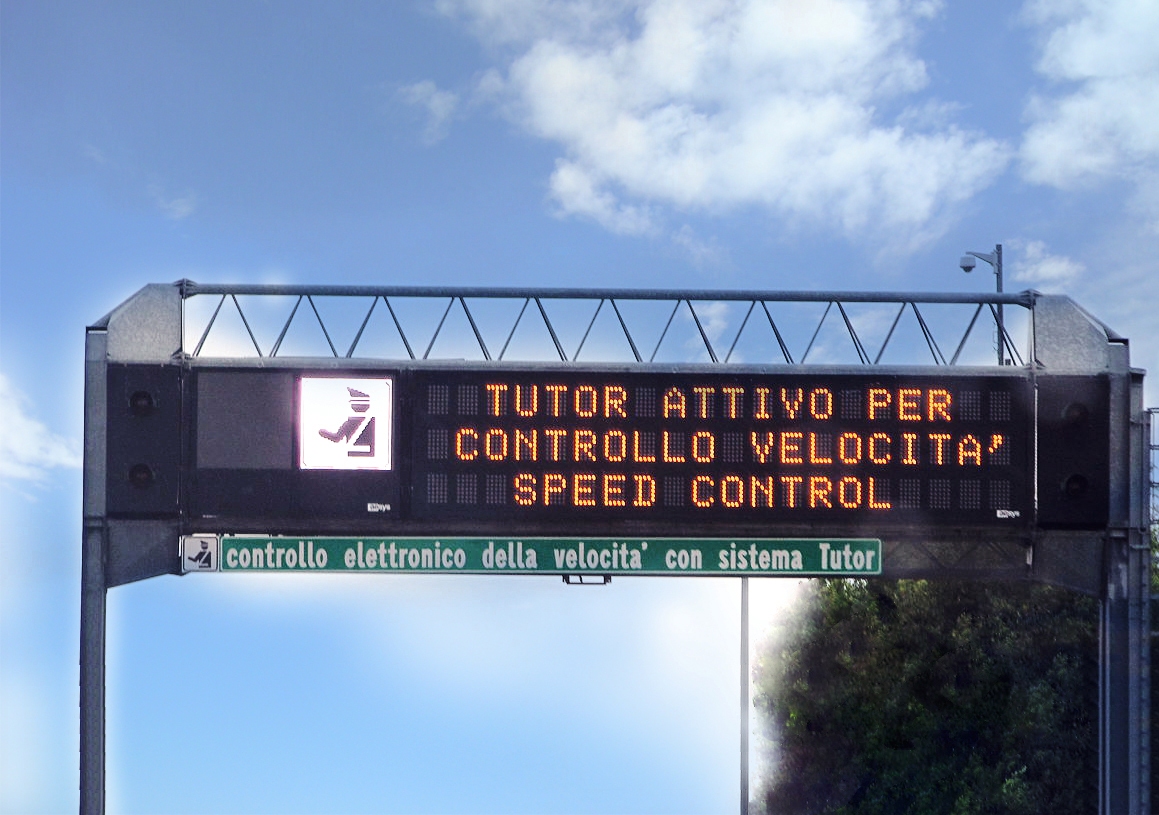 TUTOR ATTIVO PER
CONTROLLO VELOCITA'
SPEED CONTROL
controllo elettronico della velocita' con sistema Tutor